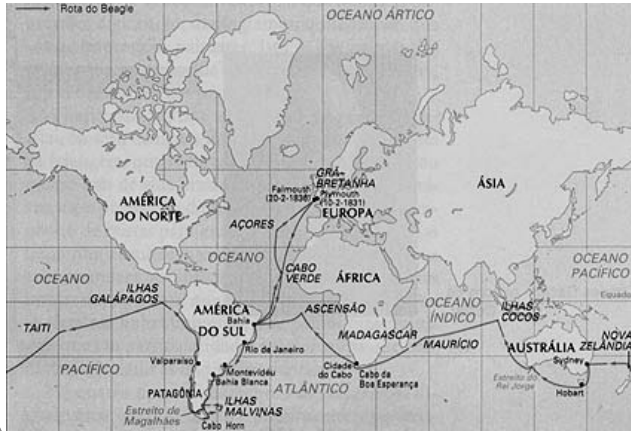 Rota do Beagle
OCEANO ÁRTICO
GRÃ-
BRETANHA
Falmouth
(20-2-1836)
Plymouth
(10-2-1831)
EUROPA
ÁSIA
AMÉRICA
DO NORTE
AÇORES
OCEANO
CABO
VERDE
ÁFRICA
OCEANO
PACÍFICO
OCEANO
ILHAS
GALÁPAGOS
AMÉRICA
DO SUL
Bahia
ASCENSÃO
OCEANO
ÍNDICO
ILHAS
COCOS
Equador
TAITI
MADAGASCAR
MAURÍCIO
AUSTRÁLIA
NOVA
ZELÂNDIA
Sydney
Rio de Janeiro
PACÍFICO
Valparaíso
Cidade
do Cabo
Cabo da
Boa Esperança
Estreito do
Rei Jorge
Hobart
Montevidéu
Bahia Blanca
ATLÂNTICO
PATAGÔNIA
ILHAS
MALVINAS
Estreito de
Magalhães
Cabo Horn